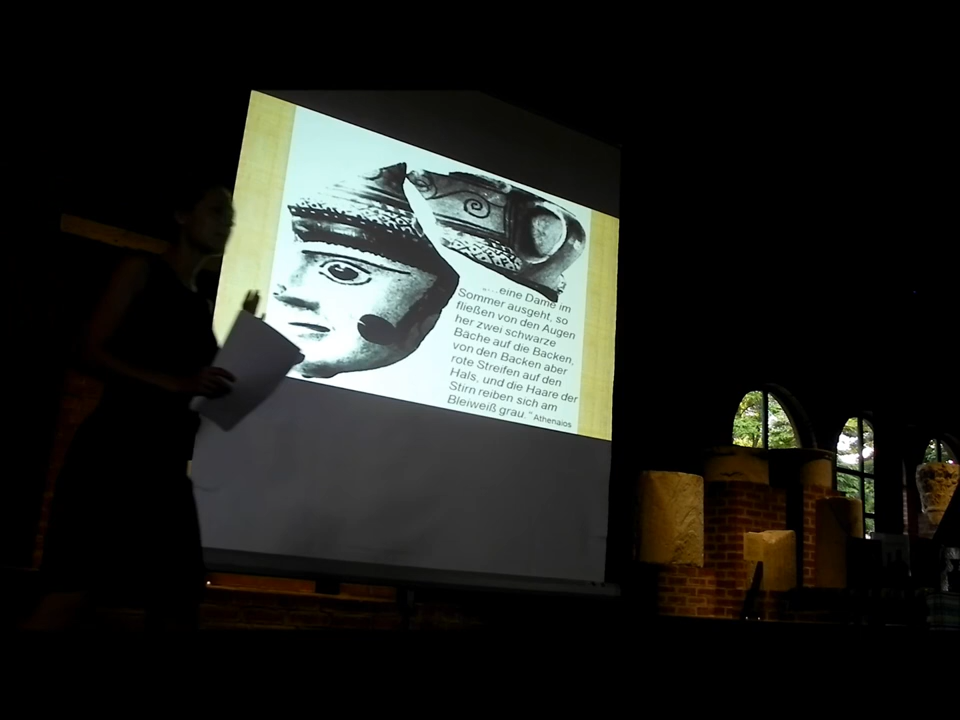 „...eine Dame im
Sommer ausgeht, so
fließen von den Augen
her zwei schwarze
Bäche auf die Backen,
von den Backen aber
rote Streifen auf den
Hals, und die Haare der
Stirn reiben sich am
Bleiweiß grau.“ Athenaios